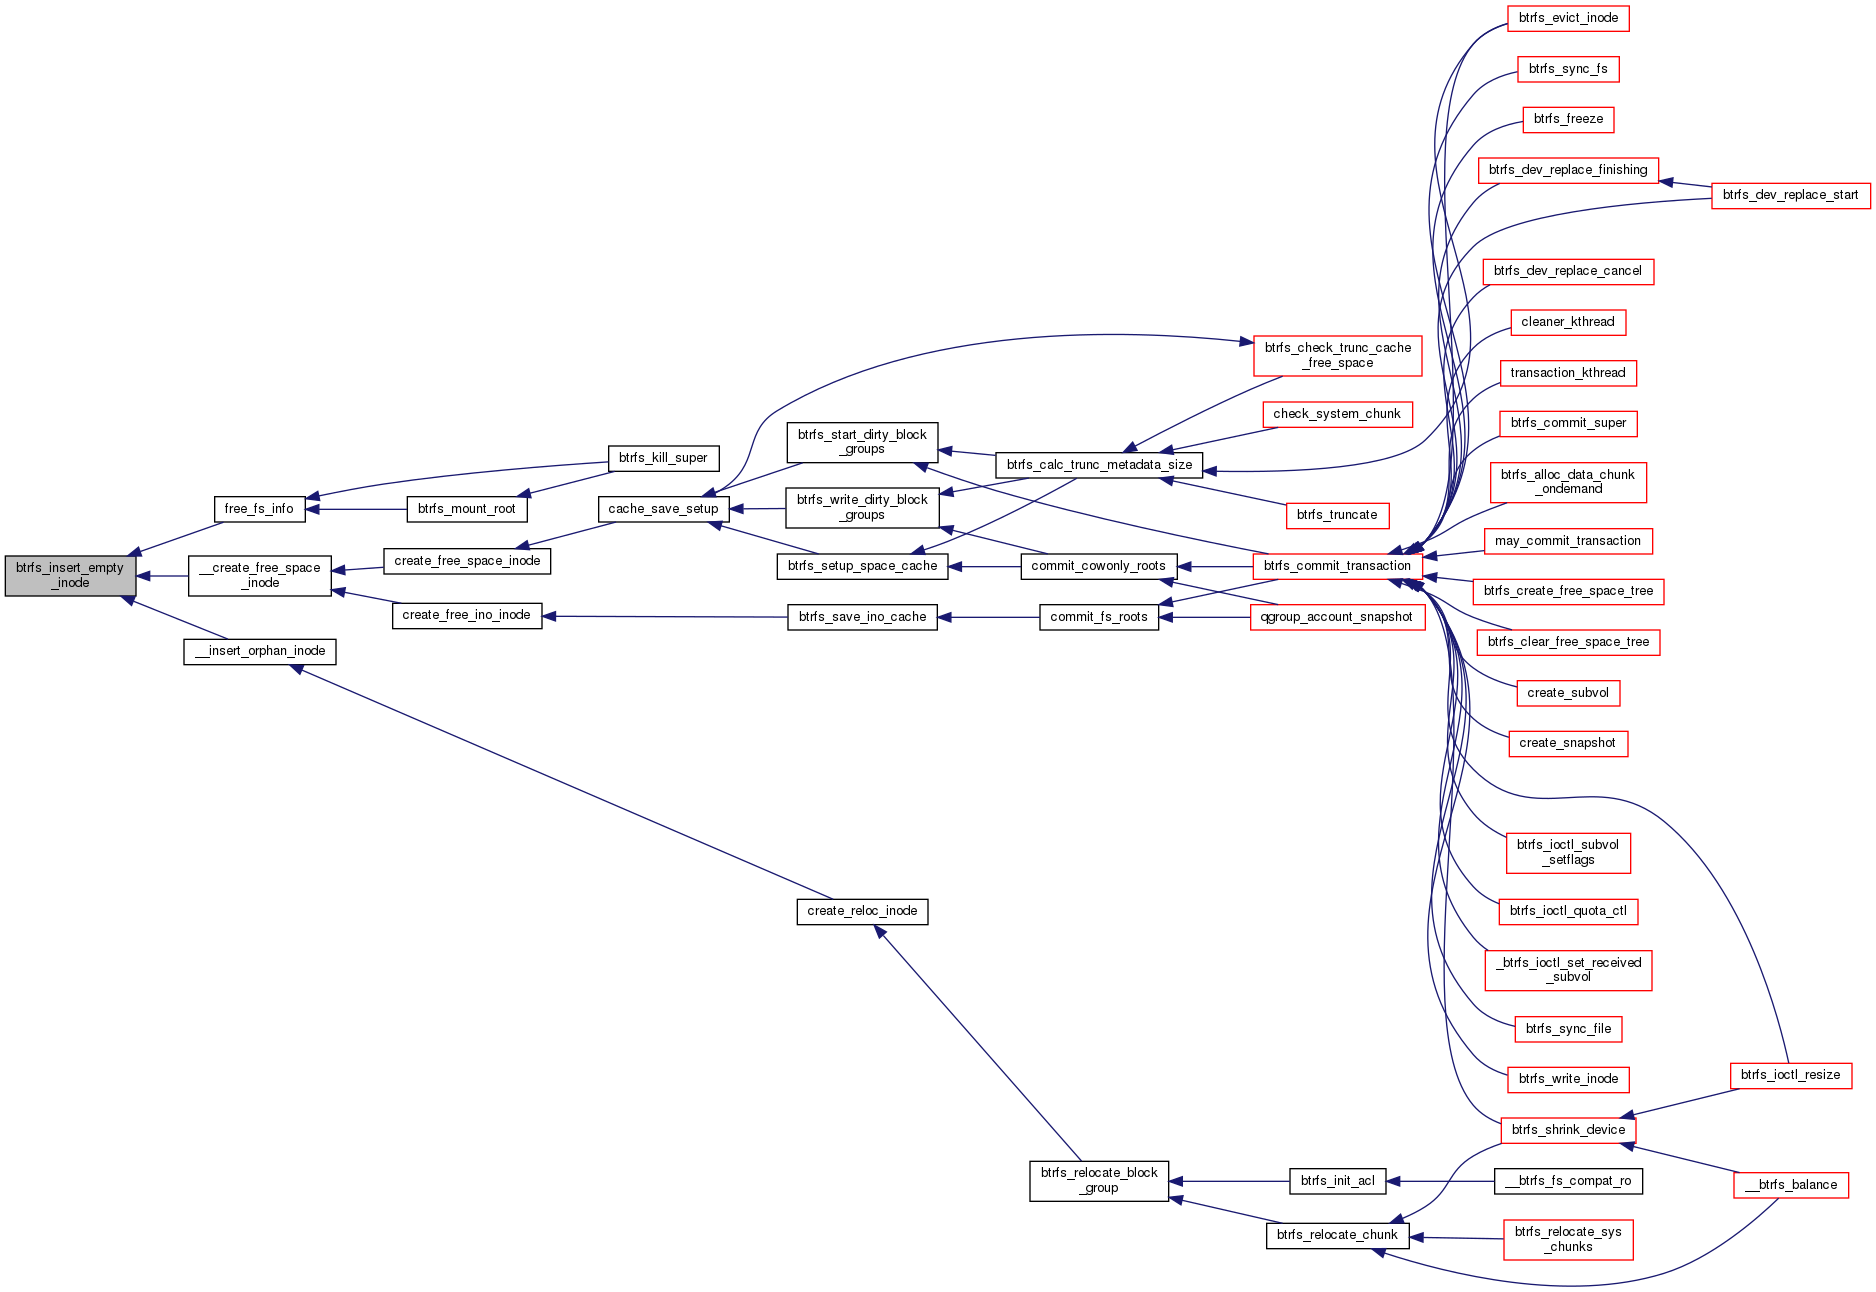 btrfs_evict_inode
btrfs_sync_fs
btrfs_freeze
btrfs_dev_replace_finishing
btrfs_dev_replace_start
btrfs_dev_replace_cancel
cleaner_kthread
btrfs_check_trunc_cache
_free_space
transaction_kthread
check_system_chunk
btrfs_commit_super
btrfs_start_dirty_block
_groups
btrfs_kill_super
btrfs_calc_trunc_metadata_size
btrfs_alloc_data_chunk
_ondemand
free_fs_info
btrfs_mount_root
cache_save_setup
btrfs_write_dirty_block
_groups
btrfs_truncate
may_commit_transaction
btrfs_insert_empty
_inode
__create_free_space
_inode
create_free_space_inode
btrfs_setup_space_cache
commit_cowonly_roots
btrfs_commit_transaction
btrfs_create_free_space_tree
create_free_ino_inode
btrfs_save_ino_cache
commit_fs_roots
qgroup_account_snapshot
btrfs_clear_free_space_tree
__insert_orphan_inode
create_subvol
create_snapshot
btrfs_ioctl_subvol
_setflags
create_reloc_inode
btrfs_ioctl_quota_ctl
_btrfs_ioctl_set_received
_subvol
btrfs_sync_file
btrfs_write_inode
btrfs_ioctl_resize
btrfs_shrink_device
btrfs_relocate_block
_group
btrfs_init_acl
__btrfs_fs_compat_ro
__btrfs_balance
btrfs_relocate_chunk
btrfs_relocate_sys
_chunks